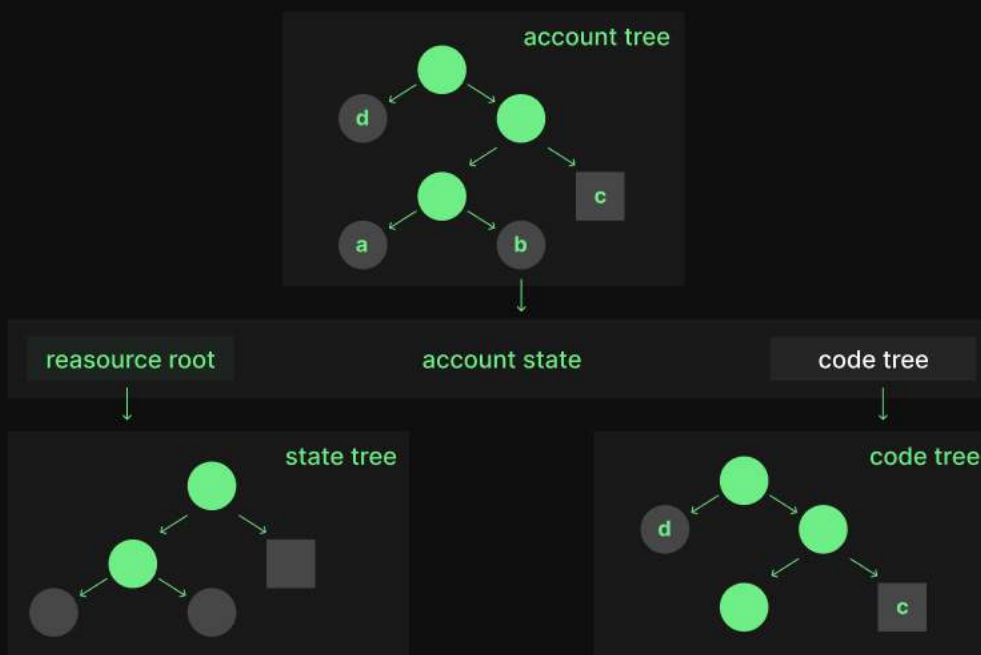 account tree
d
c
a
b
reasource root
account state
code tree
state tree
code tree
d
c